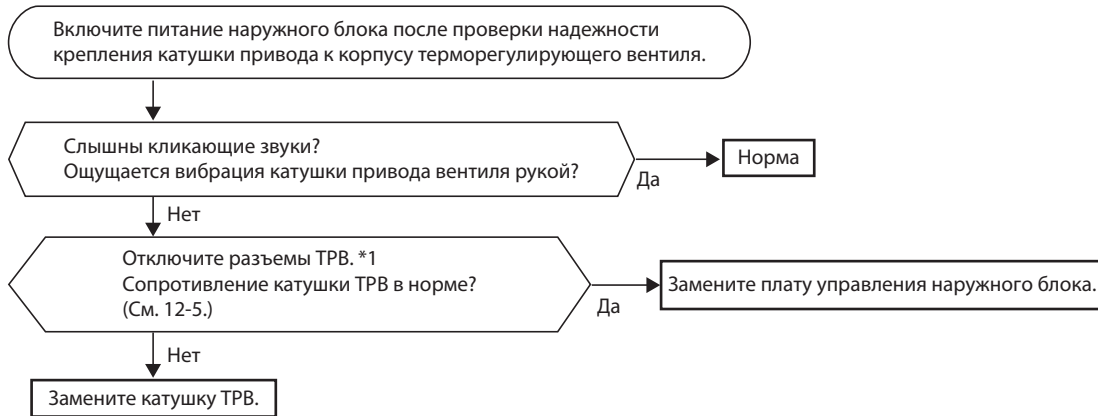 Включите питание наружного блока после проверки надежности
крепления катушки привода к корпусу терморегулирующего вентиля.
Слышны кликающие звуки?
Ощущается вибрация катушки привода вентиля рукой?
Да
Норма
Нет
Отключите разъемы ТРВ. *1
Сопротивление катушки ТРВ в норме?
(См. 12-5.)
Да
Замените плату управления наружного блока.
Нет
Замените катушку ТРВ.